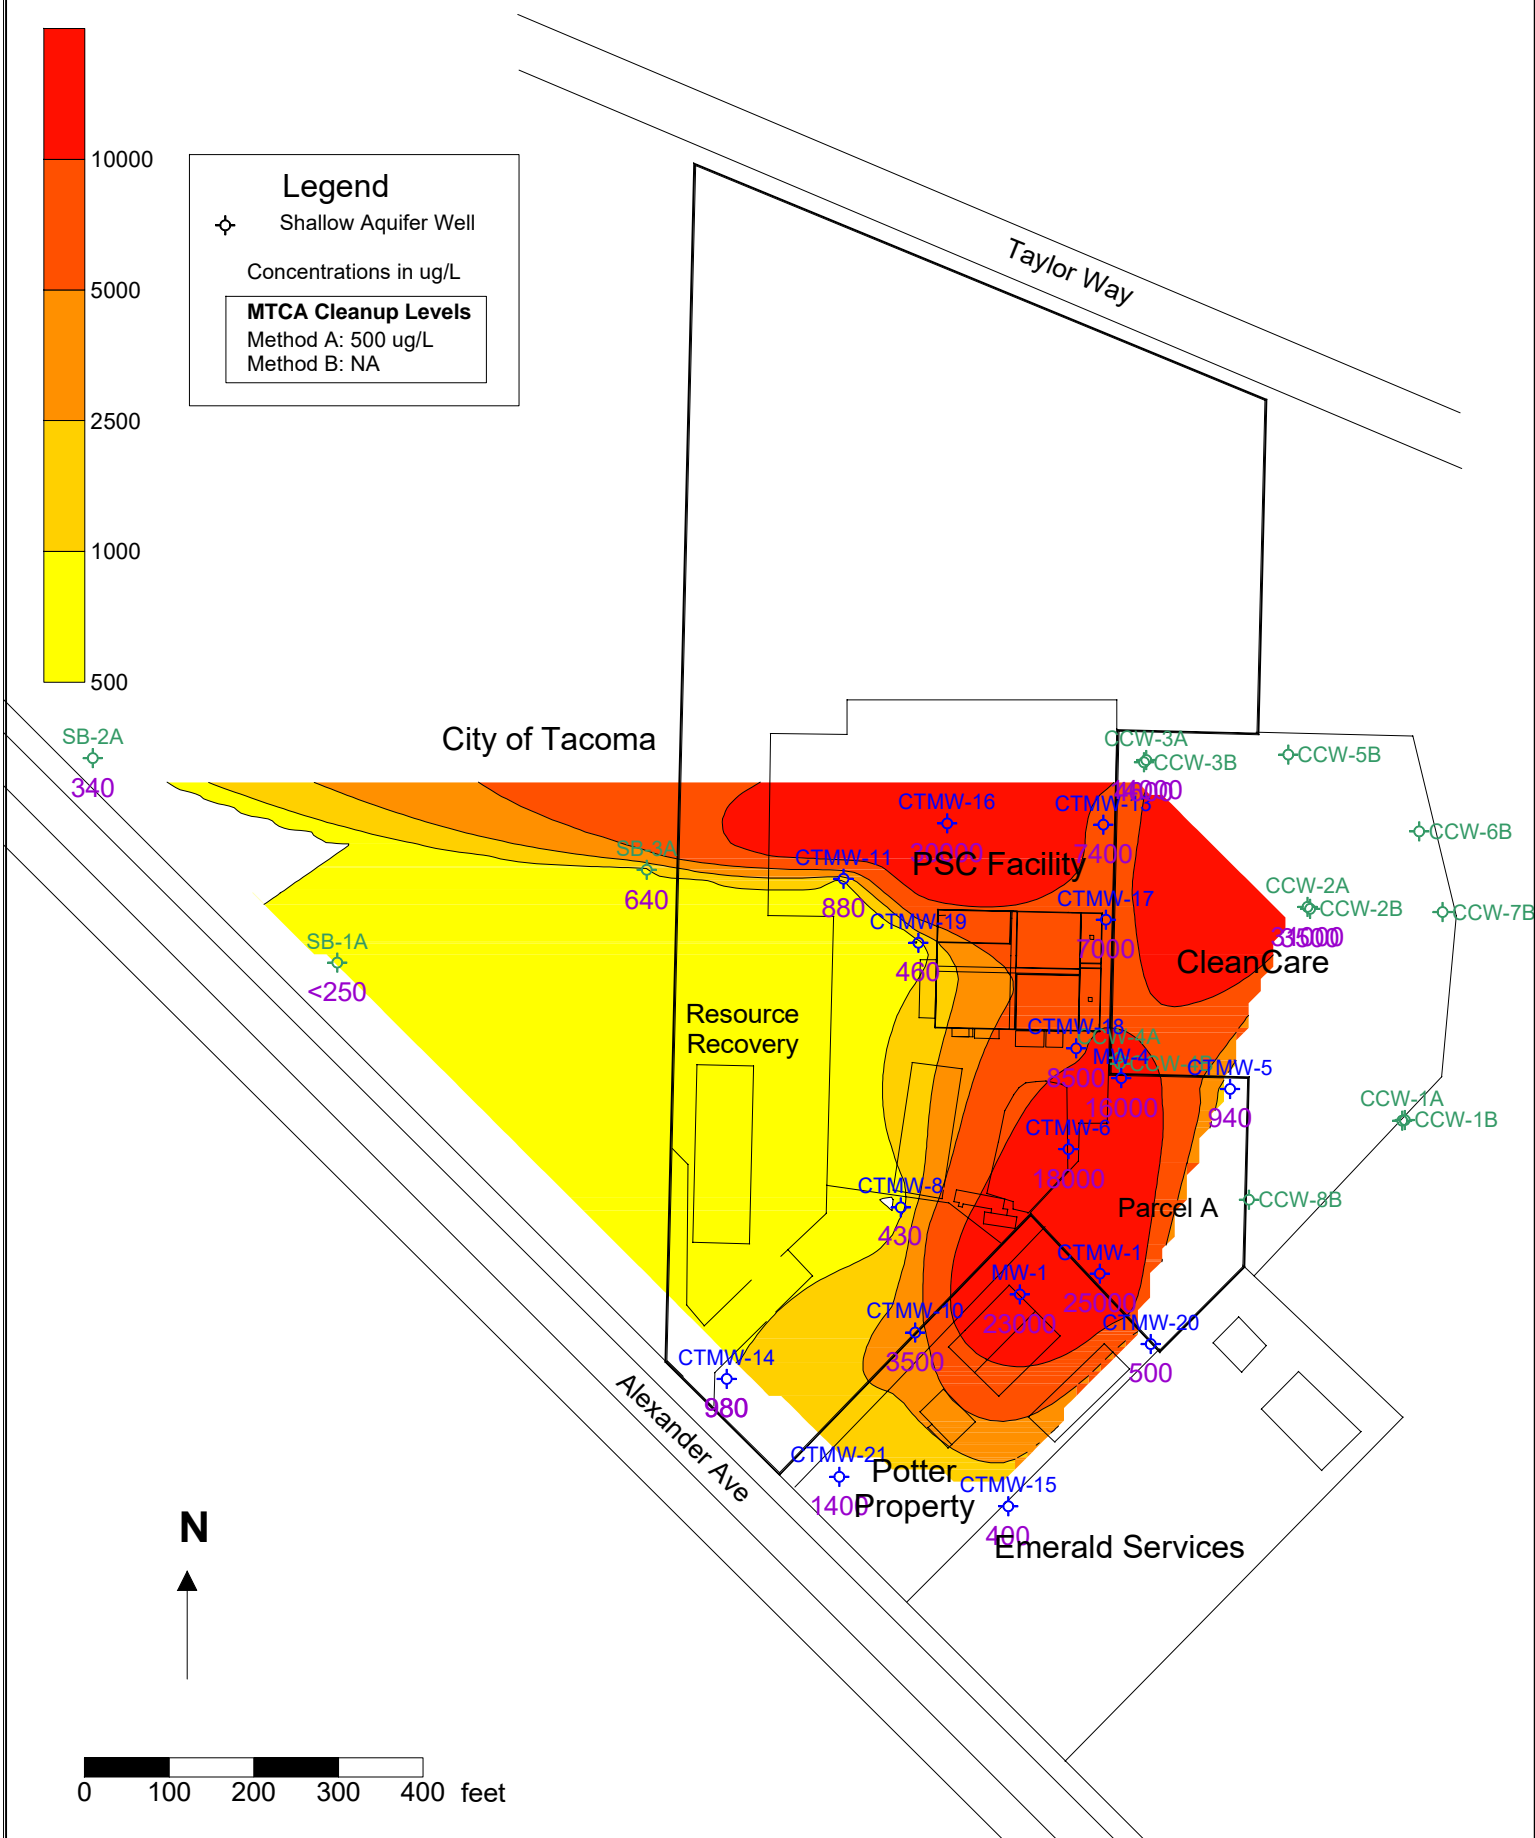 10000
5000
2500
1000
500
Legend
Shallow Aquifer Well
Concentrations in ug/L
MTCA Cleanup Levels
Method A: 500 ug/L
Method B: NA
Taylor Way
SB-2A
340
City of Tacoma
CCW-3A
CCW-3B
CCW-5B
CTMW-16
30000
7400
CCW-6B
SB-3A
640
CTMW-11
880
PSC Facility
CCW-2A
CCW-2B
CCW-7B
CTMW-17
7000
CTMW-19
460
SB-1A
<250
CleanCare
Resource
Recovery
CTMW-18
8500
CCW-4A
MW-4
16000
CTMW-5
940
CCW-1A
CCW-1B
CTMW-6
18000
CTMW-8
430
Parcel A
CCW-8B
CTMW-1
25000
MW-1
23000
CTMW-10
3500
CTMW-20
500
CTMW-14
980
Alexander Ave
CTMW-21
1400
Potter
Property
CTMW-15
400
Emerald Services
N
0 100 200 300 400 feet